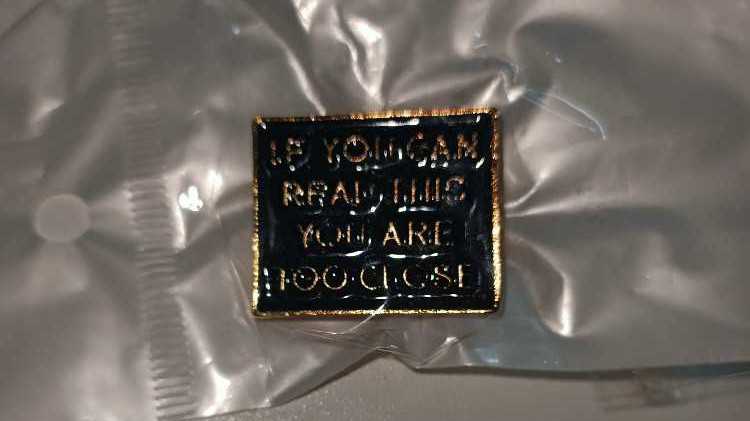 IF YOU CAN
READ THIS
YOU ARE
TOO CLOSE